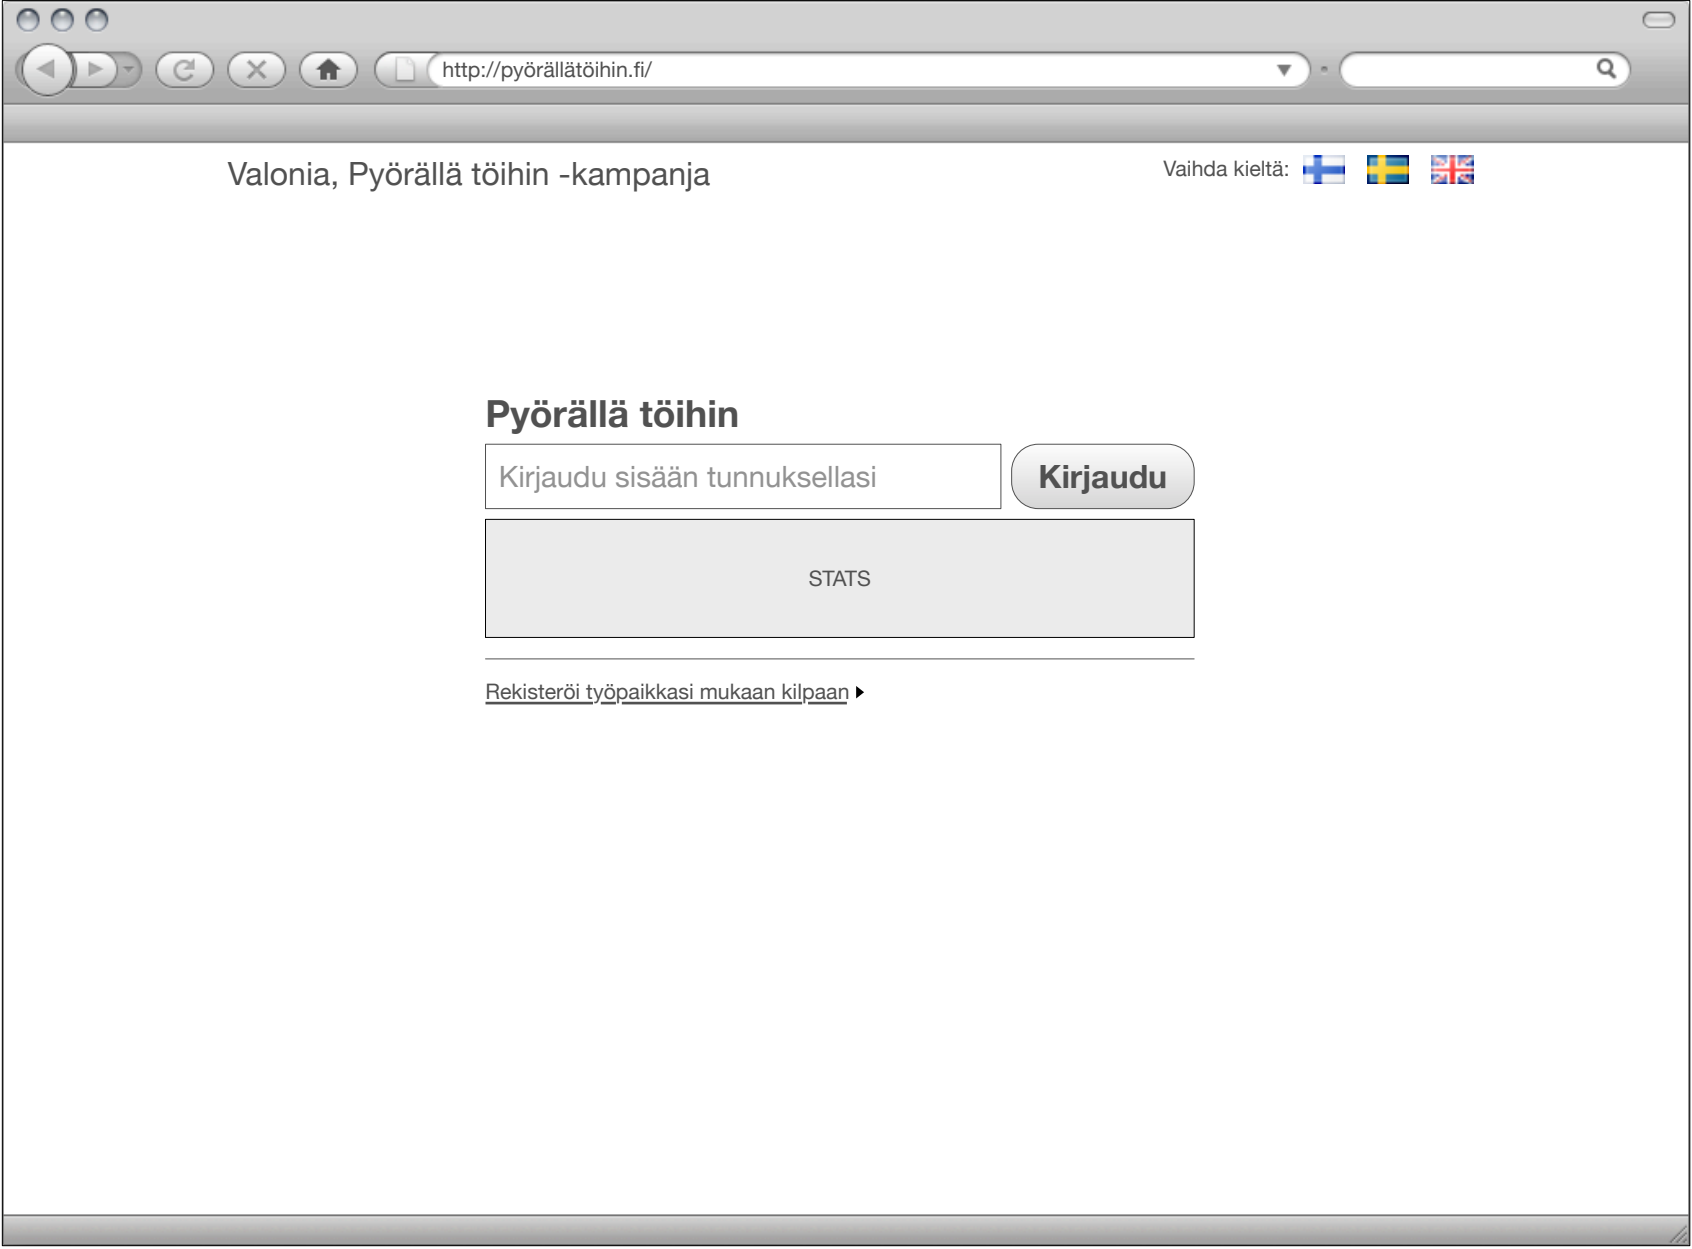 http://pyörällätöihin.fi/
Valonia, Pyörällä töihin -kampanja
Vaihda kieltä:
Pyörällä töihin
Kirjaudu sisään tunnuksellasi
Kirjaudu
STATS
Rekisteröi työpaikkasi mukaan kilpaan